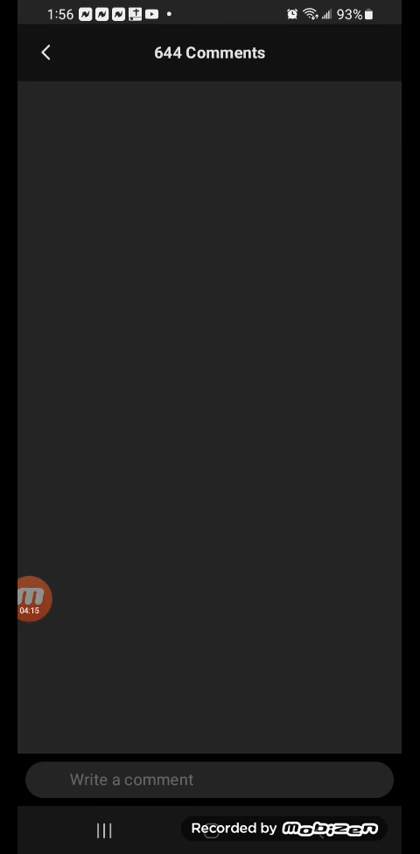 1:56 93%
644 Comments
m
04:15
Write a comment
Recorded by mobizen